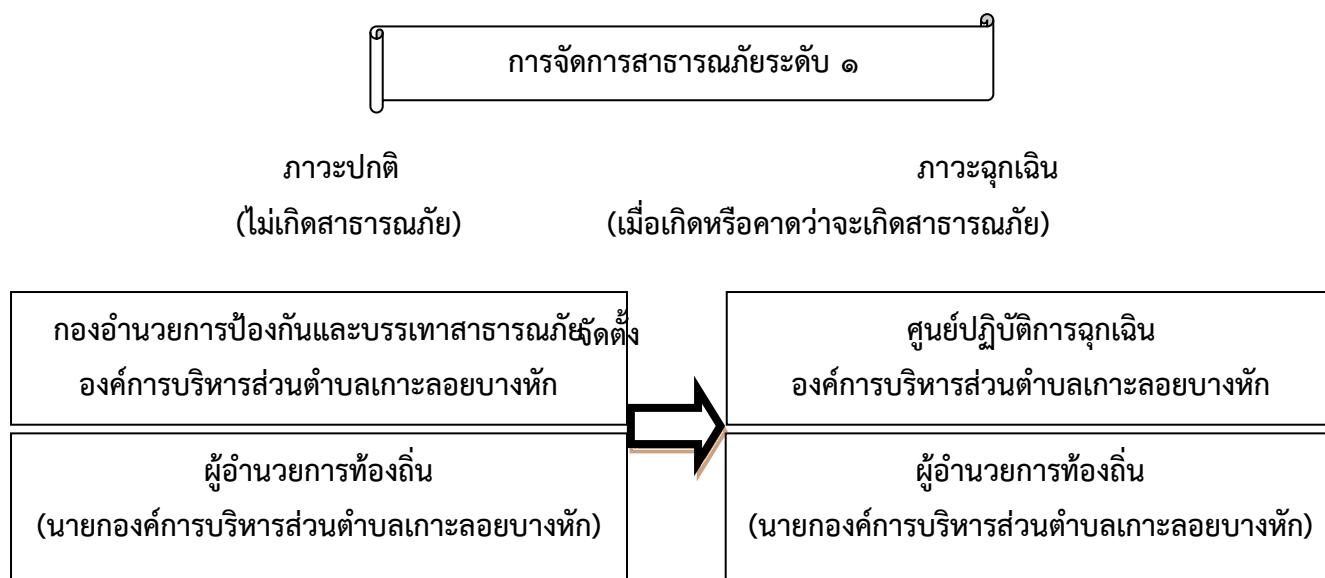 การจัดการสาธารณภัยระดับ ๑
ภาวะปกติ
(ไม่เกิดสาธารณภัย)
ภาวะฉุกเฉิน
(เมื่อเกิดหรือคาดว่าจะเกิดสาธารณภัย)
กองอำนวยการป้องกันและบรรเทาสาธารณภัย
องค์การบริหารส่วนตำบลเกาะลอยบางหัก
ผู้อำนวยการท้องถิ่น
(นายกองค์การบริหารส่วนตำบลเกาะลอยบางหัก)
จัดตั้ง
ศูนย์ปฏิบัติการฉุกเฉิน
องค์การบริหารส่วนตำบลเกาะลอยบางหัก
ผู้อำนวยการท้องถิ่น
(นายกองค์การบริหารส่วนตำบลเกาะลอยบางหัก)